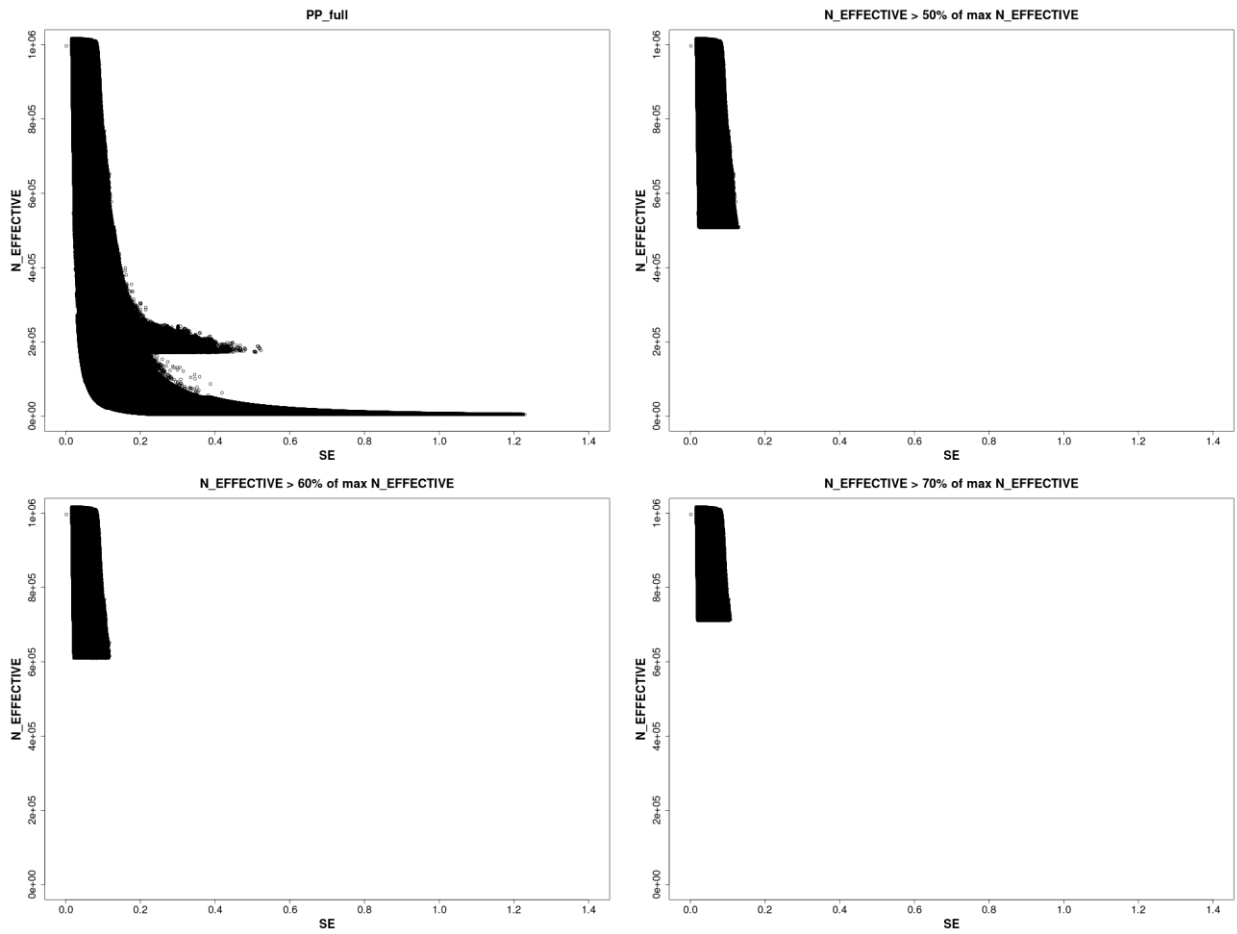 PP_full
N_EFFECTIVE
1e+06
8e+05
6e+05
4e+05
2e+05
0e+00
0.0 0.2 0.4 0.6 0.8 1.0 1.2 1.4
SE
N_EFFECTIVE > 50% of max N_EFFECTIVE
N_EFFECTIVE
1e+06
8e+05
6e+05
4e+05
2e+05
0e+00
0.0 0.2 0.4 0.6 0.8 1.0 1.2 1.4
SE
N_EFFECTIVE > 60% of max N_EFFECTIVE
N_EFFECTIVE
1e+06
8e+05
6e+05
4e+05
2e+05
0e+00
0.0 0.2 0.4 0.6 0.8 1.0 1.2 1.4
SE
N_EFFECTIVE > 70% of max N_EFFECTIVE
N_EFFECTIVE
1e+06
8e+05
6e+05
4e+05
2e+05
0e+00
0.0 0.2 0.4 0.6 0.8 1.0 1.2 1.4
SE